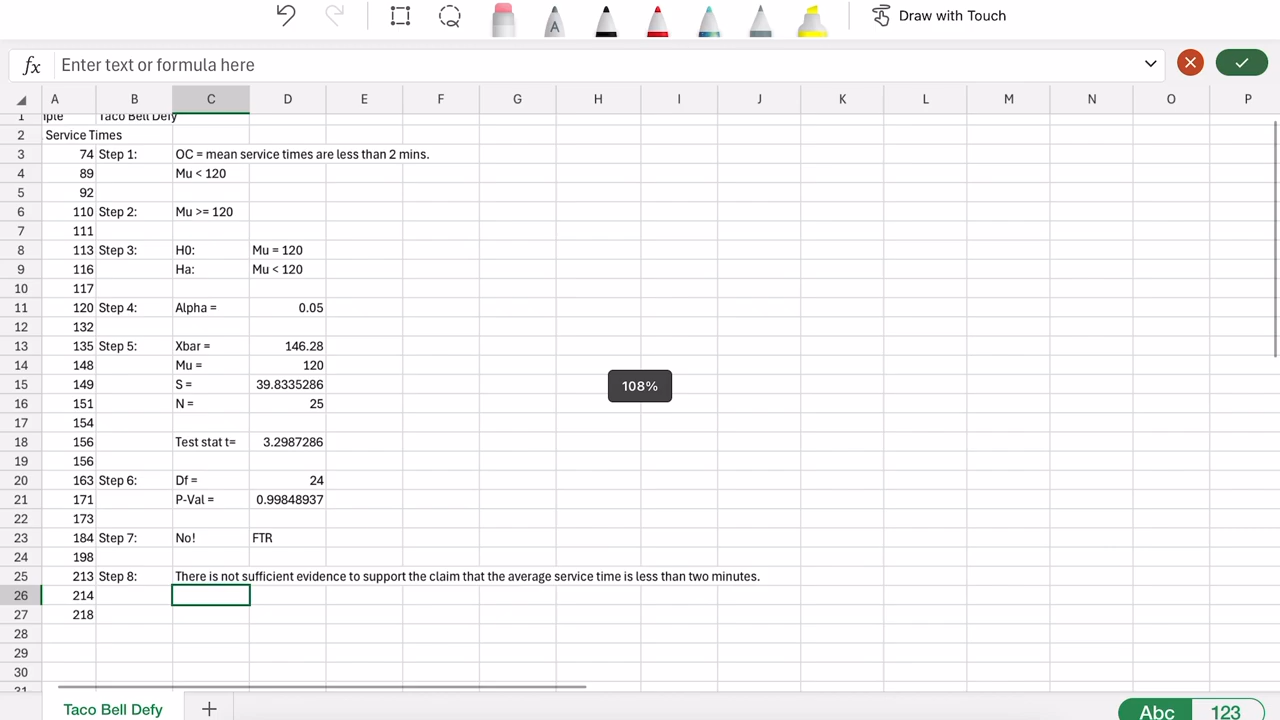 A
Draw with Touch
fx Enter text or formula here
A B C D E F G H I J K L M N O P
1 Taco Bell Defy
2 Service Times
3 74 Step 1: OC = mean service times are less than 2 mins.
4 89 Mu < 120
5 92
6 110 Step 2: Mu >= 120
7 111
8 113 Step 3: H0: Mu = 120
9 116 Ha: Mu < 120
10 117
11 120 Step 4: Alpha = 0.05
12 132
13 135 Step 5: Xbar = 146.28
14 148 Mu = 120
15 149 S = 39.8335286
16 151 N = 25
17 154
18 156 Test stat t= 3.2987286
19 156
20 163 Step 6: Df = 24
21 171 P-Val = 0.99848937
22 173
23 184 Step 7: No! FTR
24 198
25 213 Step 8: There is not sufficient evidence to support the claim that the average service time is less than two minutes.
26 214
27 218
28
29
30
31
108%
Taco Bell Defy +
Abc 123